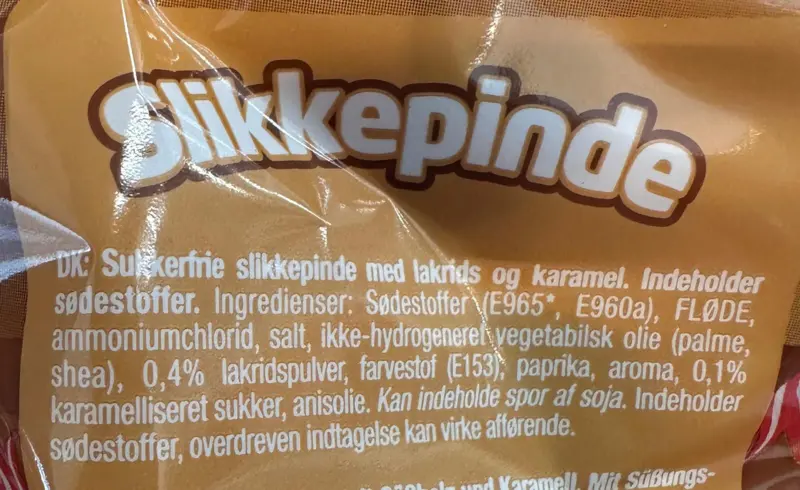 Slikkepinde
DK: Sukkerfrie slikkepinde med lakrids og karamel. Indeholder
sødestoffer. Ingredienser: Sødestoffer (E965*, E960a), FLØDE,
ammoniumchlorid, salt, ikke-hydrogeneret vegetabilsk olie (palme,
shea), 0,4% lakridspulver, farvestof (E153), paprika, aroma, 0,1%
karamelliseret sukker, anisolie. Kan indeholde spor af soja. Indeholder
sødestoffer, overdreven indtagelse kan virke afførende.
und Karamell. Mit Süßungs-